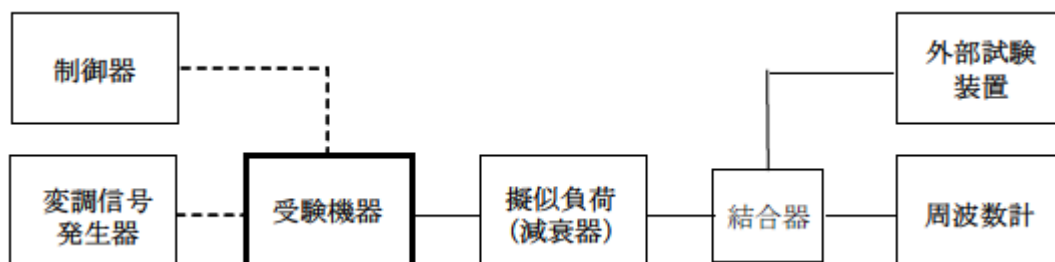 制御器
外部試験
装置
変調信号
発生器
受験機器
擬似負荷
(減衰器)
結合器
周波数計